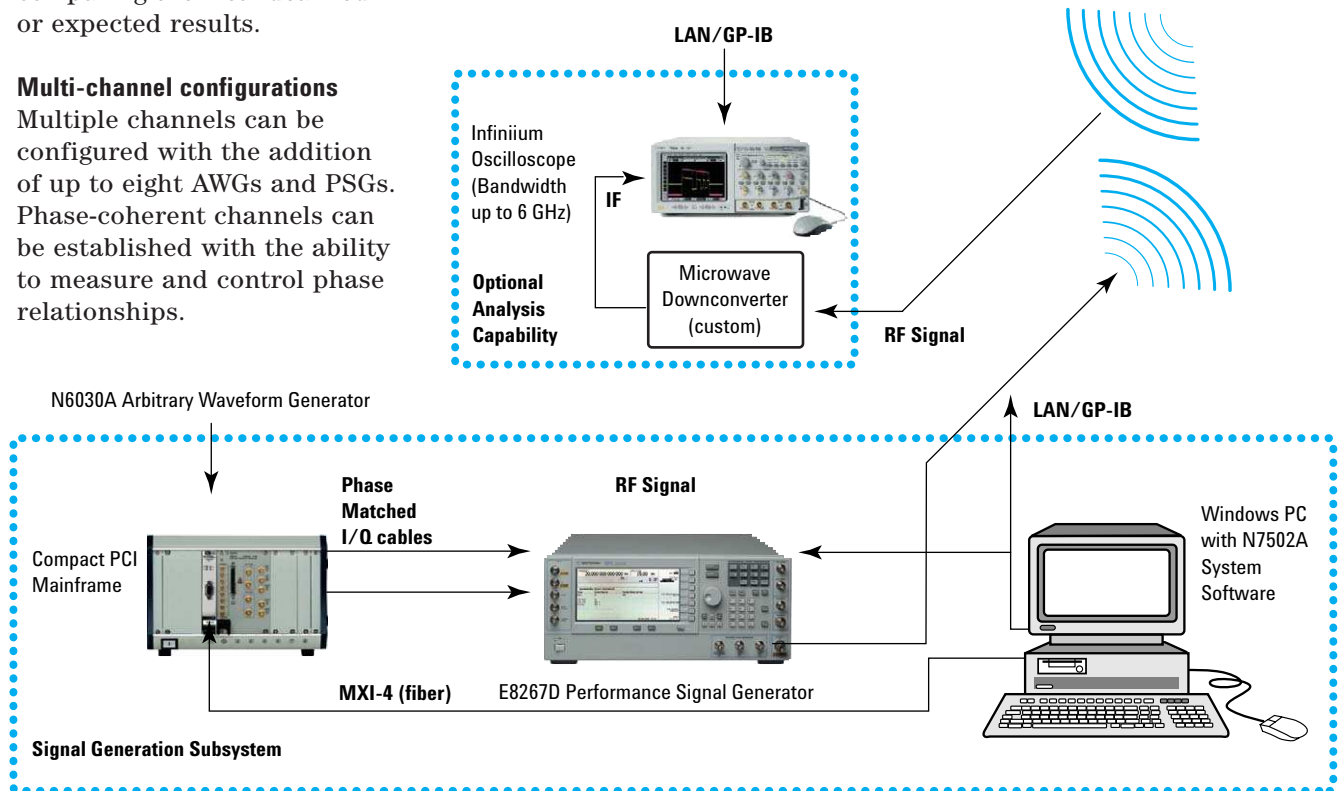 or expected results.
Multi-channel configurations
Multiple channels can be
configured with the addition
of up to eight AWGs and PSGs.
Phase-coherent channels can
be established with the ability
to measure and control phase
relationships.
LAN/GP-IB
Infiniium
Oscilloscope
(Bandwidth
up to 6 GHz)
IF
Optional
Analysis
Capability
Microwave
Downconverter
(custom)
RF Signal
N6030A Arbitrary Waveform Generator
LAN/GP-IB
Phase
Matched
I/Q cables
RF Signal
Compact PCI
Mainframe
Windows PC
with N7502A
System
Software
MXI-4 (fiber)
E8267D Performance Signal Generator
Signal Generation Subsystem